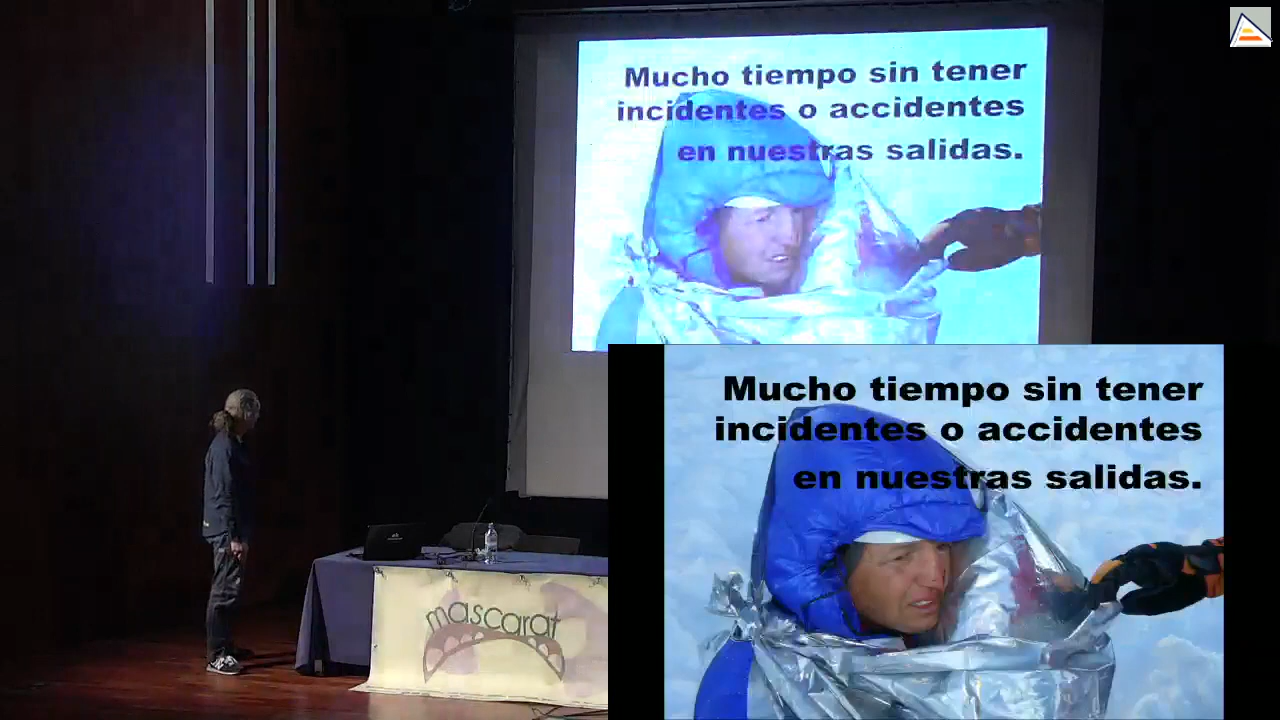 Mucho tiempo sin tener
incidentes o accidentes
en nuestras salidas.
Mucho tiempo sin tener
incidentes o accidentes
en nuestras salidas.
mascarat